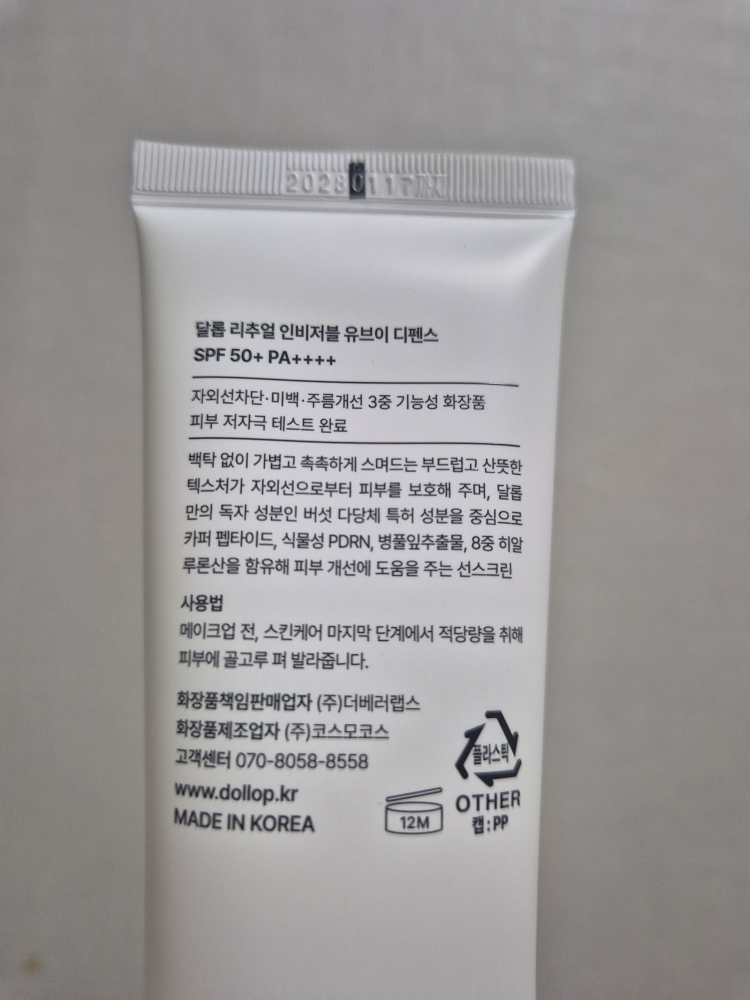 20280117까지
달롭 리추얼 인비저블 유브이 디펜스
SPF 50+ PA++++
자외선차단·미백·주름개선 3중 기능성 화장품
피부 저자극 테스트 완료
백탁 없이 가볍고 촉촉하게 스며드는 부드럽고 산뜻한
텍스처가 자외선으로부터 피부를 보호해 주며, 달롭
만의 독자 성분인 버섯 다당체 특허 성분을 중심으로
카퍼 펩타이드, 식물성 PDRN, 병풀잎추출물, 8중 히알
루론산을 함유해 피부 개선에 도움을 주는 선스크린
사용법
메이크업 전, 스킨케어 마지막 단계에서 적당량을 취해
피부에 골고루 펴 발라줍니다.
화장품책임판매업자 (주)더베러랩스
화장품제조업자 (주)코스모코스
고객센터 070-8058-8558
www.dollop.kr
MADE IN KOREA
12M
플라스틱
OTHER
캡 : PP